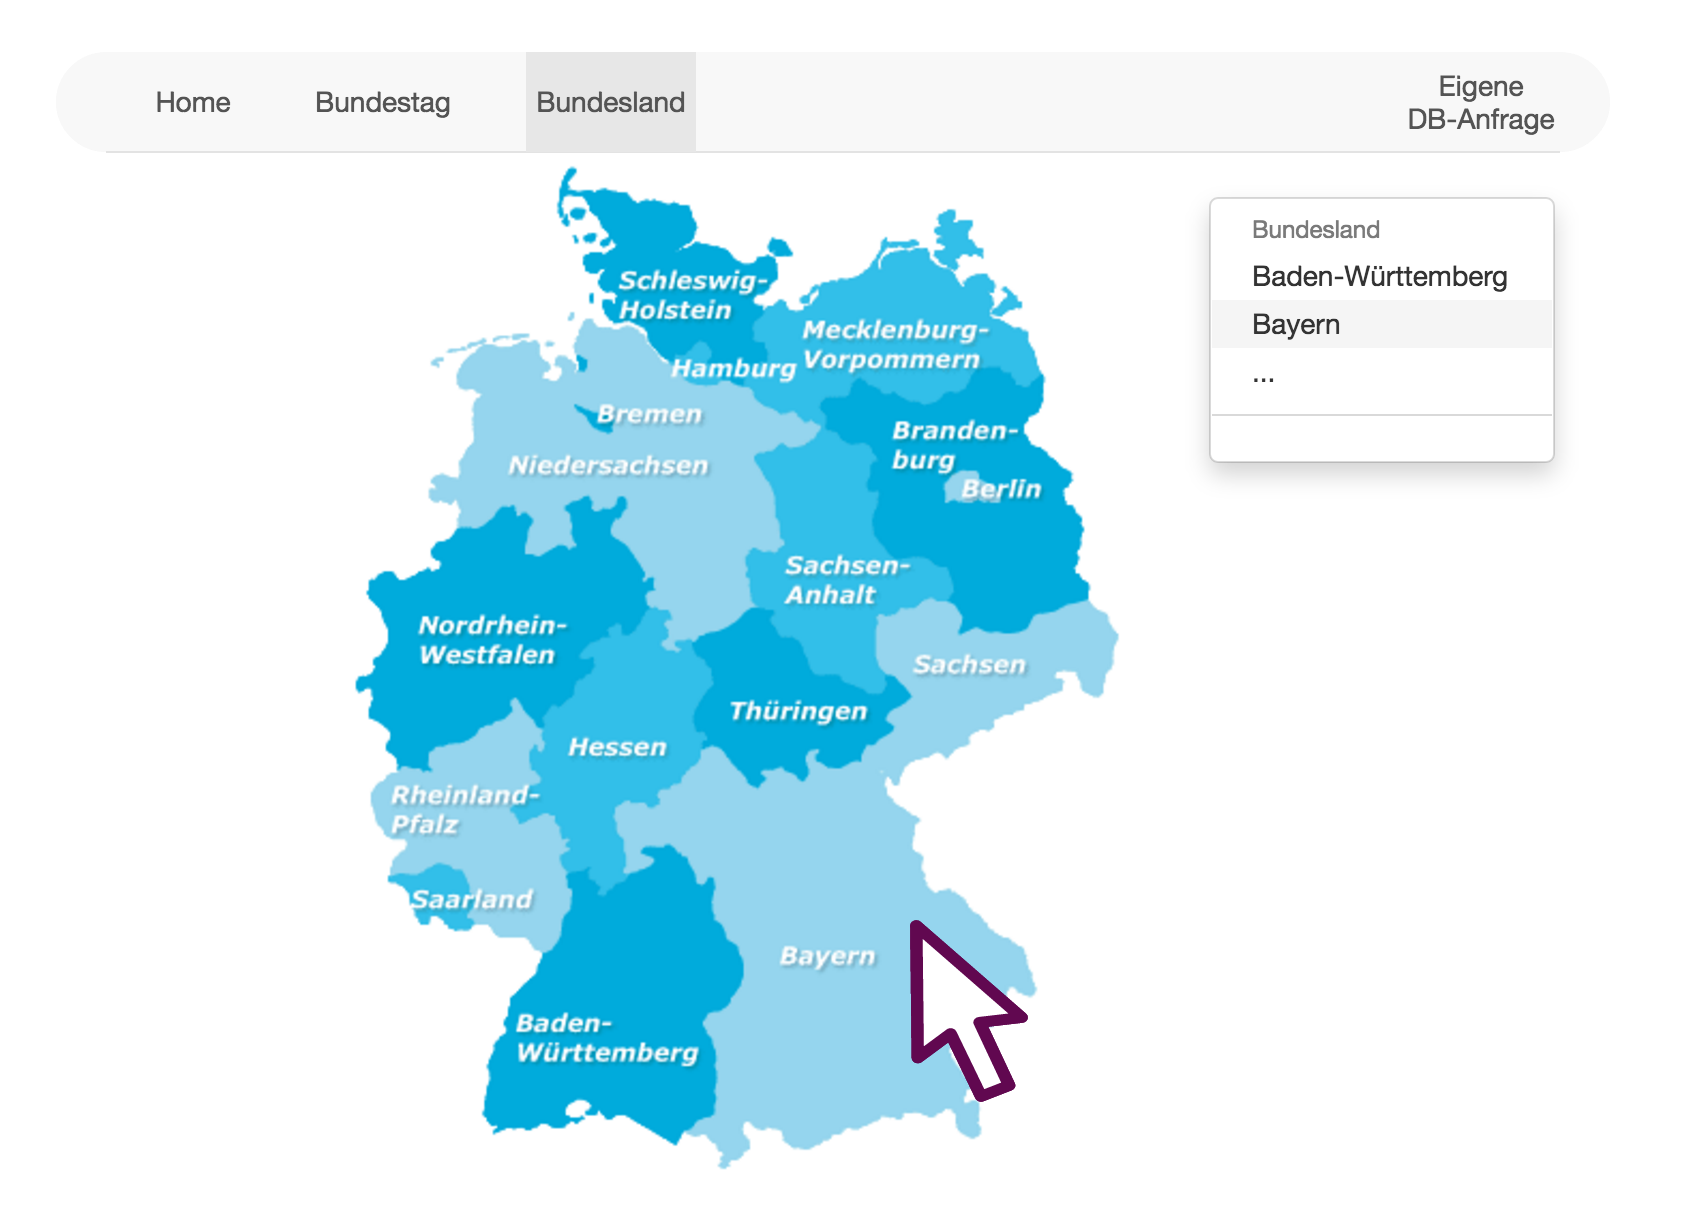 Home
Bundestag
Bundesland
Eigene
DB-Anfrage
Bundesland
Baden-Württemberg
Bayern
...
Schleswig-
Holstein
Mecklenburg-
Vorpommern
Hamburg
Bremen
Branden-
burg
Niedersachsen
Berlin
Sachsen-
Anhalt
Nordrhein-
Westfalen
Sachsen
Thüringen
Hessen
Rheinland-
Pfalz
Saarland
Bayern
Baden-
Württemberg